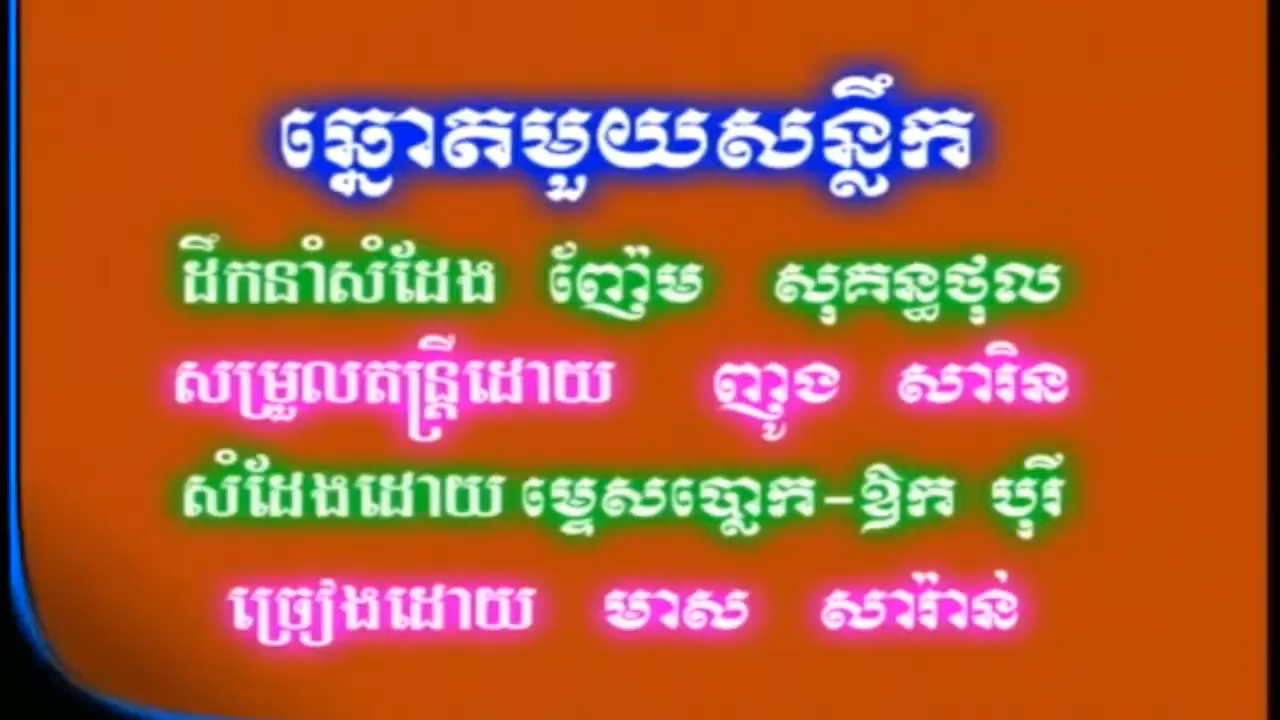 ឆ្នោតមួយសន្លឹក
ដឹកនាំសំដែង ញ៉ែម សុគន្ធថុល
សម្រួលតន្ត្រីដោយ ញូង សារិន
សំដែងដោយ ម្ទេសប្លោក-ឱក បុរី
ច្រៀងដោយ មាស សារ៉ាន់